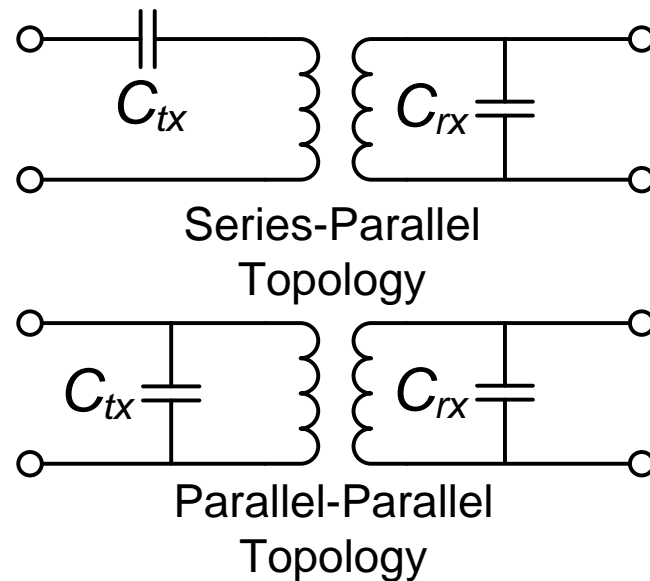 C_tx C_rx
Series-Parallel
Topology
C_tx C_rx
Parallel-Parallel
Topology